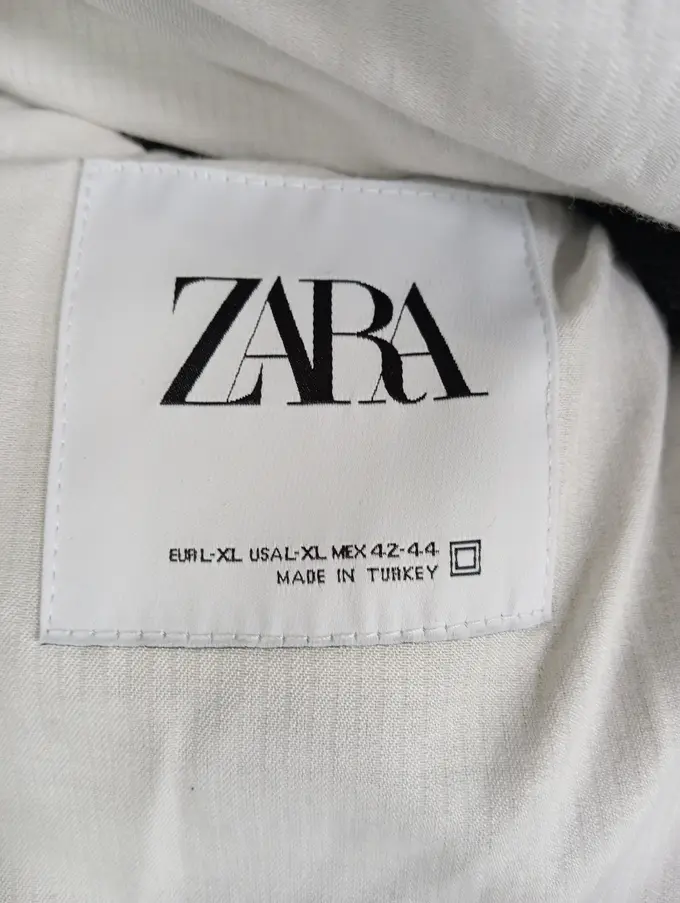 ZARA
EUR L-XL USA L-XL MEX 42-44
MADE IN TURKEY